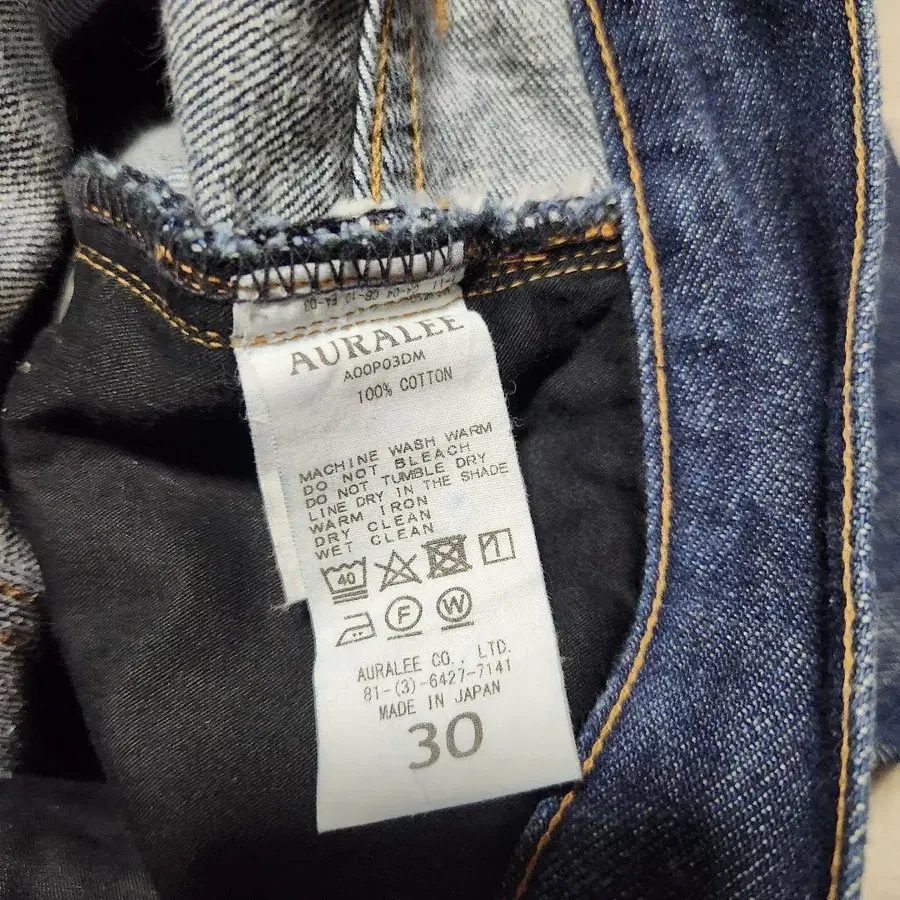 AURALEE
A00P03DM
100% COTTON
MACHINE WASH WARM
DO NOT BLEACH
DO NOT TUMBLE DRY
LINE DRY IN THE SHADE
WARM IRON
DRY CLEAN
WET CLEAN
40
F W
AURALEE CO., LTD.
81-(3)-6427-7141
MADE IN JAPAN
30